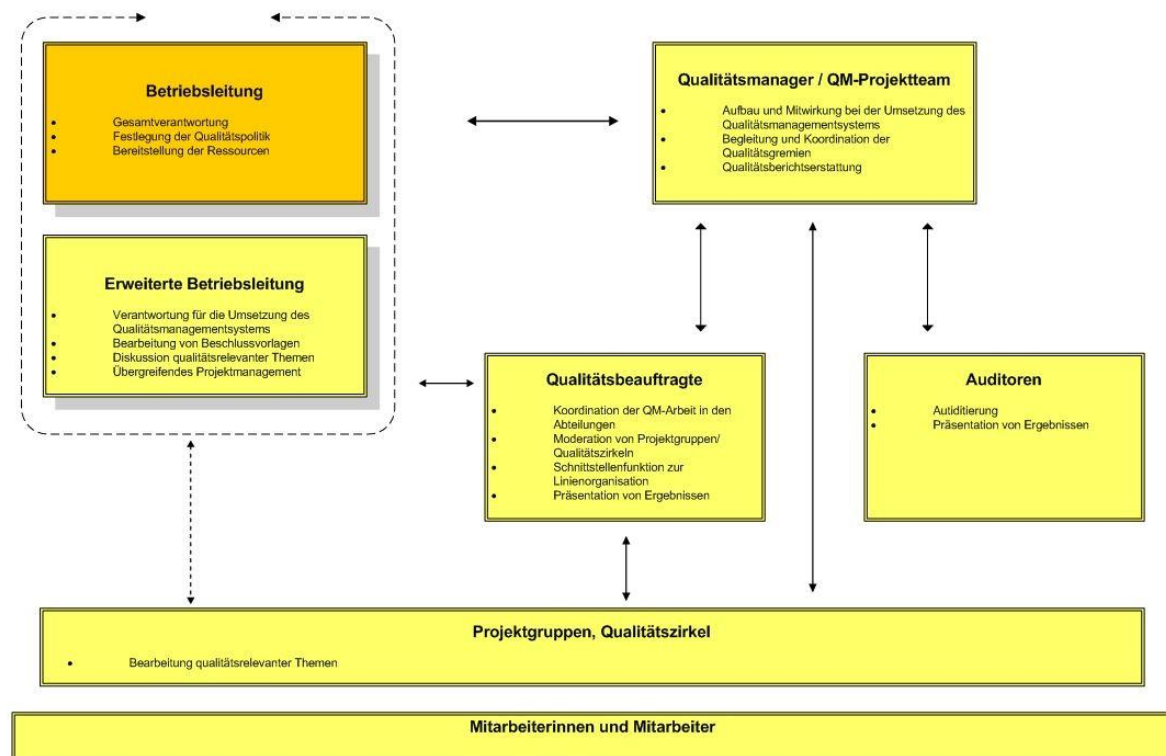 Betriebsleitung
• Gesamtverantwortung
• Festlegung der Qualitätspolitik
• Bereitstellung der Ressourcen
Qualitätsmanager / QM-Projektteam
• Aufbau und Mitwirkung bei der Umsetzung des
Qualitätsmanagementsystems
• Begleitung und Koordination der
Qualitätsgremien
• Qualitätsberichtserstattung
Erweiterte Betriebsleitung
• Verantwortung für die Umsetzung des
Qualitätsmanagementsystems
• Bearbeitung von Beschlussvorlagen
• Diskussion qualitätsrelevanter Themen
• Übergreifendes Projektmanagement
Qualitätsbeauftragte
• Koordination der QM-Arbeit in den
Abteilungen
• Moderation von Projektgruppen/
Qualitätszirkeln
• Schnittstellenfunktion zur
Linienorganisation
• Präsentation von Ergebnissen
Auditoren
• Autiditierung
• Präsentation von Ergebnissen
Projektgruppen, Qualitätszirkel
• Bearbeitung qualitätsrelevanter Themen
Mitarbeiterinnen und Mitarbeiter